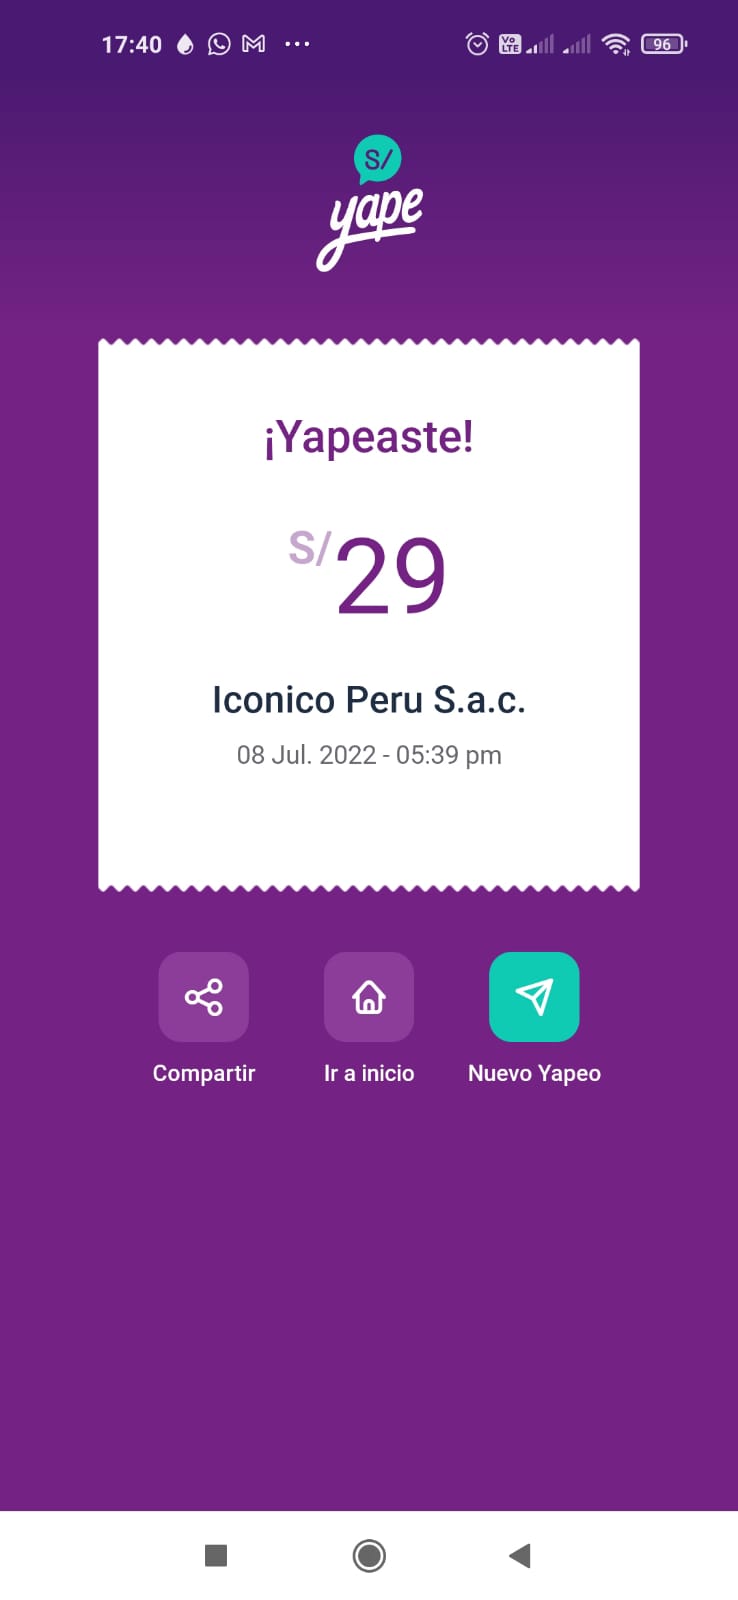 17:40
Vo LTE
96
S/
yape
¡Yapeaste!
S/29
Iconico Peru S.a.c.
08 Jul. 2022 - 05:39 pm
Compartir Ir a inicio Nuevo Yapeo